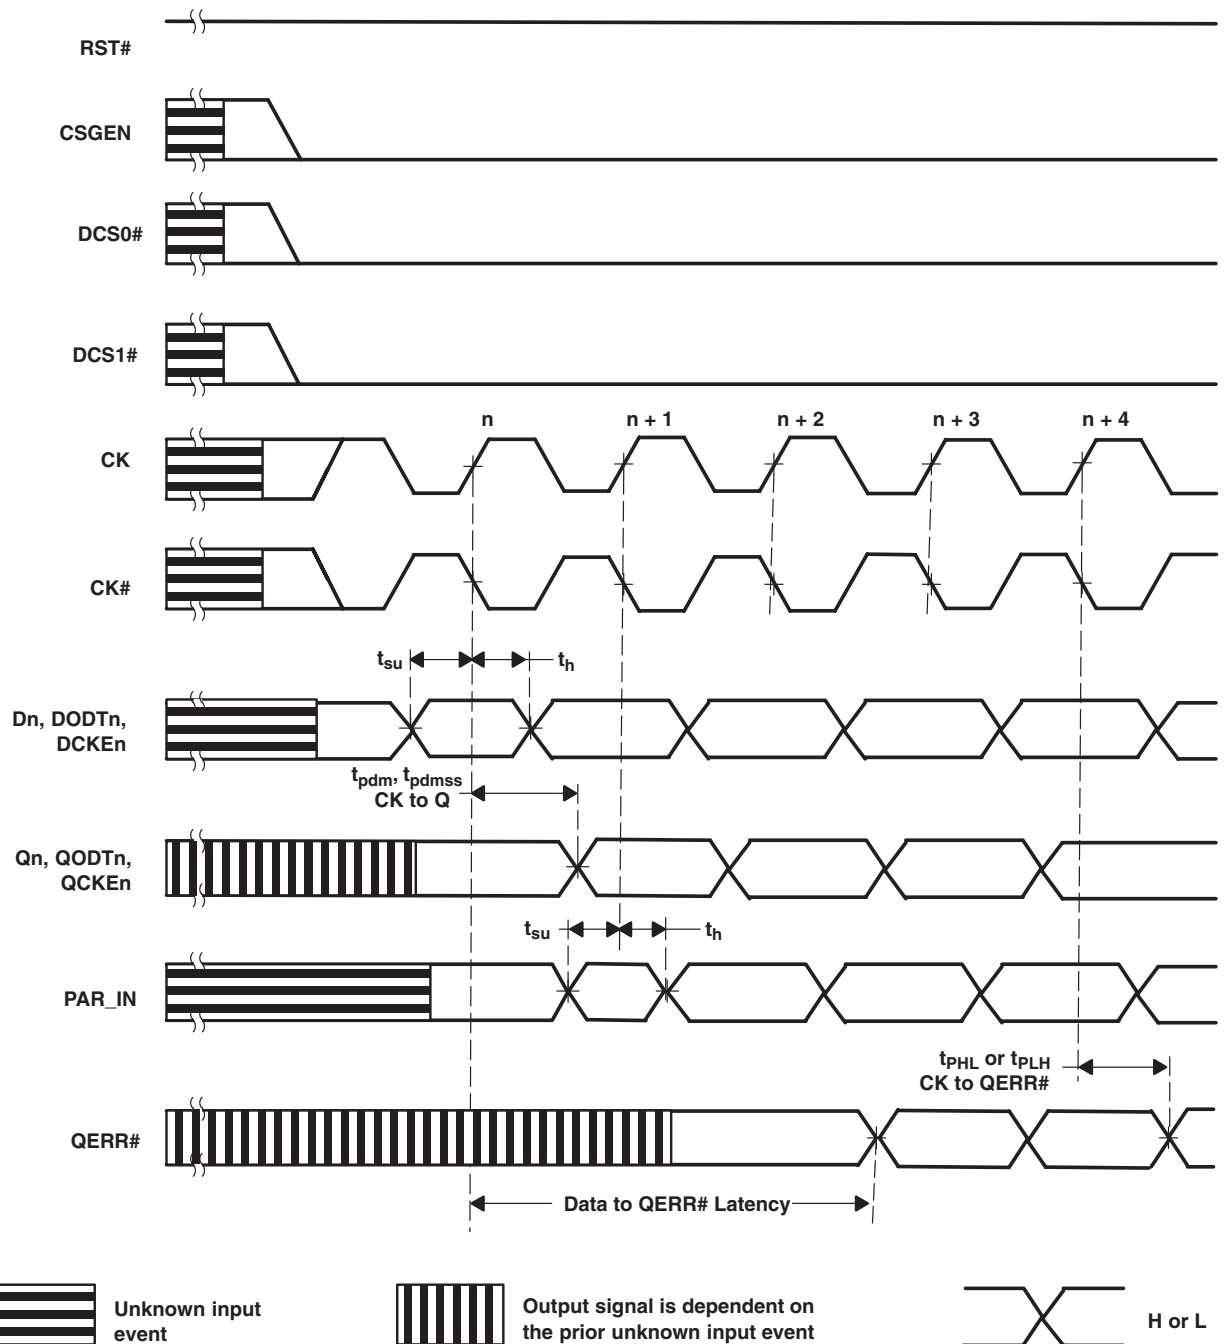 RST#
CSGEN
DCS0#
DCS1#
n n + 1 n + 2 n + 3 n + 4
CK
CK#
tsu th
Dn, DODTn,
DCKEn
tpdm, tpdmss
CK to Q
Qn, QODTn,
QCKEn
tsu th
PAR_IN
tPHL or tPLH
CK to QERR#
QERR#
Data to QERR# Latency
Unknown input
event
Output signal is dependent on
the prior unknown input event
H or L